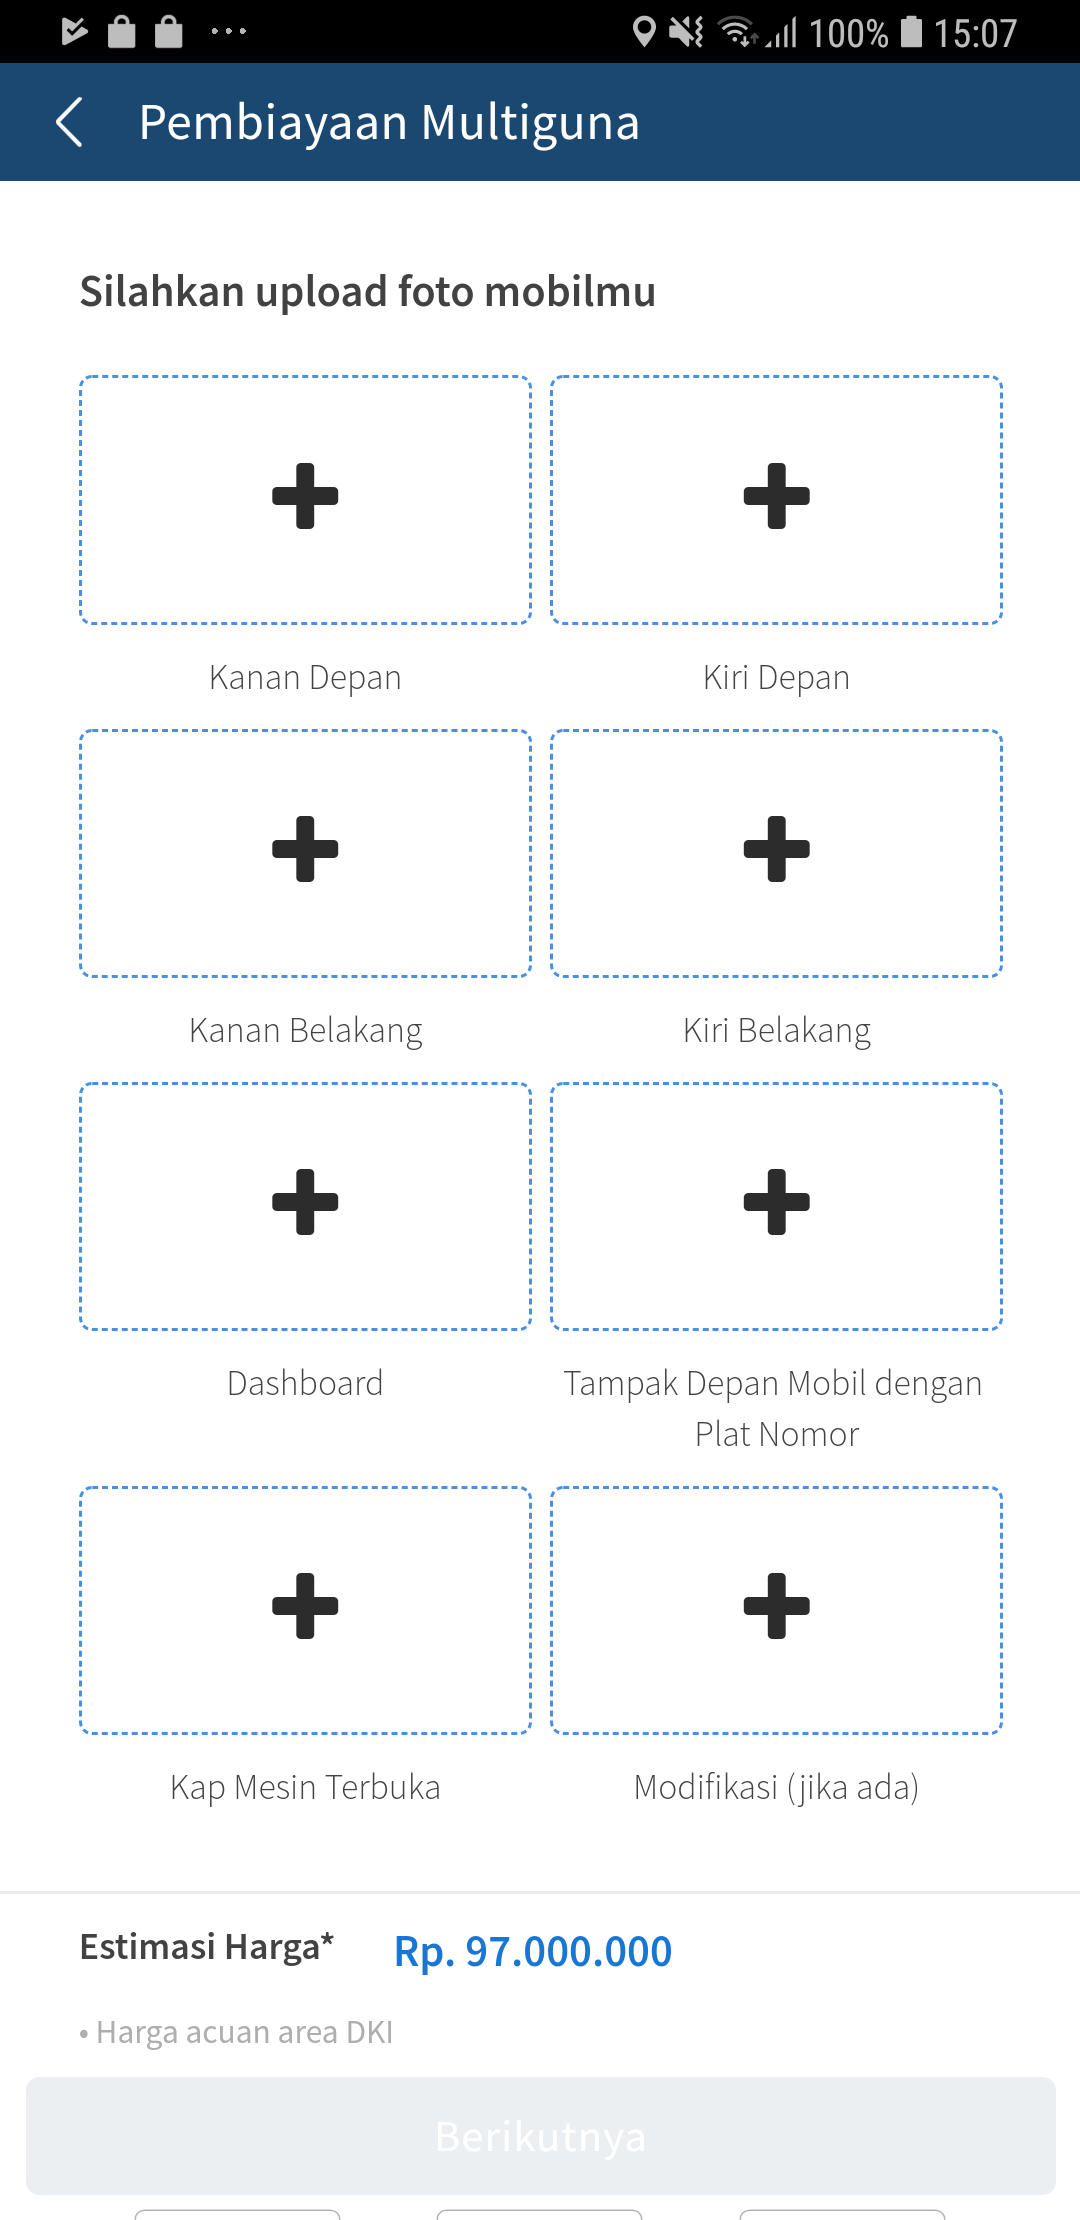 100% 15:07
Pembiayaan Multiguna
Silahkan upload foto mobilmu
Kanan Depan
Kiri Depan
Kanan Belakang
Kiri Belakang
Dashboard
Tampak Depan Mobil dengan
Plat Nomor
Kap Mesin Terbuka
Modifikasi (jika ada)
Estimasi Harga* Rp. 97.000.000
• Harga acuan area DKI
Berikutnya